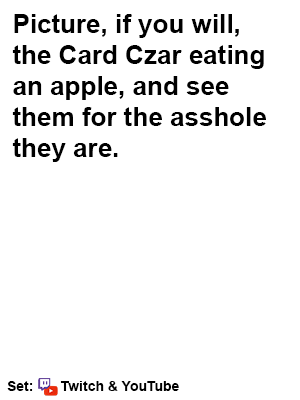 Picture, if you will,
the Card Czar eating
an apple, and see
them for the asshole
they are.
Set: Twitch & YouTube